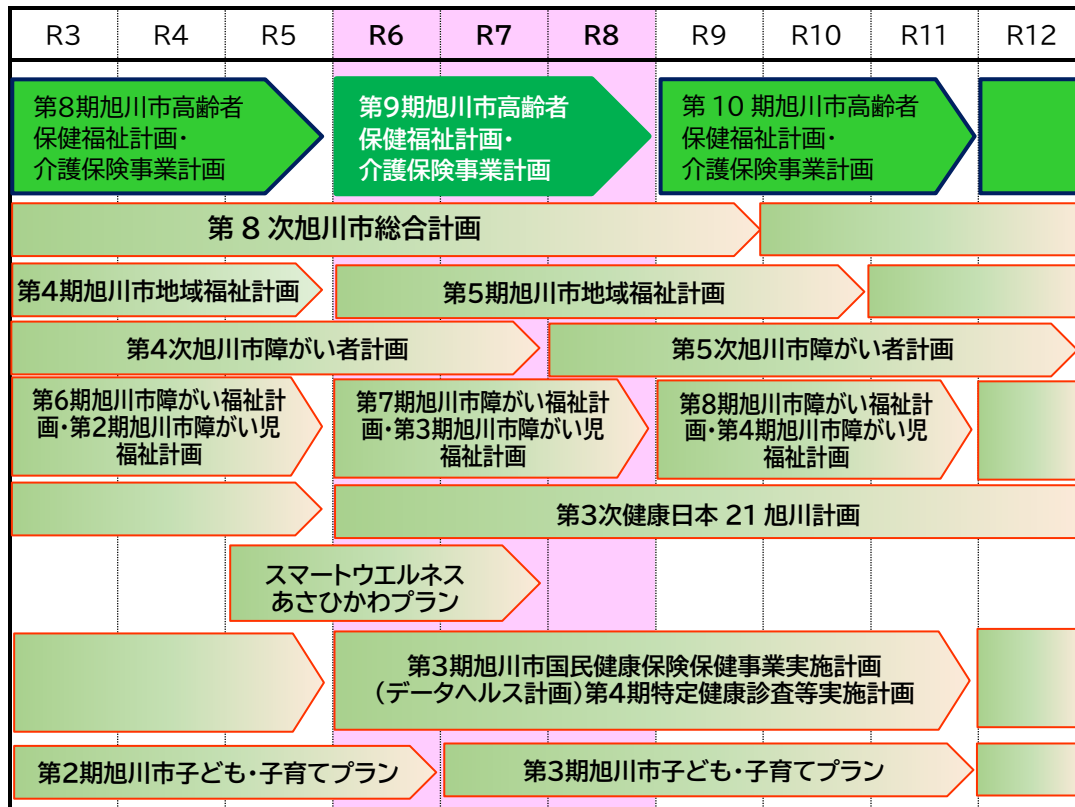 R3 R4 R5 R6 R7 R8 R9 R10 R11 R12
第8期旭川市高齢者
保健福祉計画・
介護保険事業計画
第9期旭川市高齢者
保健福祉計画・
介護保険事業計画
第10期旭川市高齢者
保健福祉計画・
介護保険事業計画
第8次旭川市総合計画
第4期旭川市地域福祉計画
第5期旭川市地域福祉計画
第4次旭川市障がい者計画
第5次旭川市障がい者計画
第6期旭川市障がい福祉計
画・第2期旭川市障がい児
福祉計画
第7期旭川市障がい福祉計
画・第3期旭川市障がい児
福祉計画
第8期旭川市障がい福祉計
画・第4期旭川市障がい児
福祉計画
第3次健康日本21旭川計画
スマートウエルネス
あさひかわプラン
第3期旭川市国民健康保険保健事業実施計画
(データヘルス計画)第4期特定健康診査等実施計画
第2期旭川市子ども・子育てプラン
第3期旭川市子ども・子育てプラン